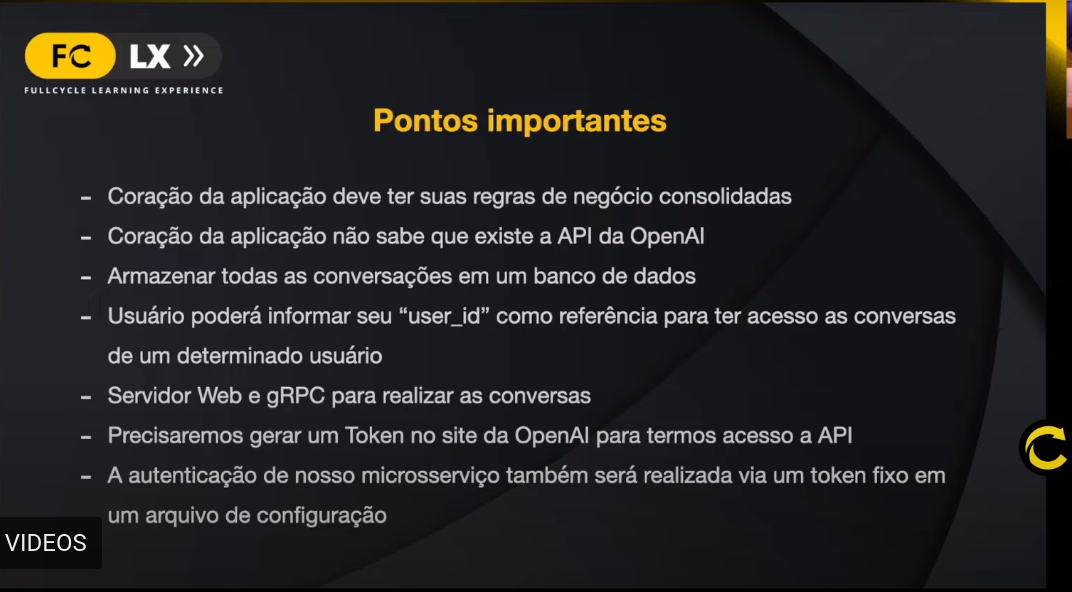 FC LX »
FULLCYCLE LEARNING EXPERIENCE
Pontos importantes
- Coração da aplicação deve ter suas regras de negócio consolidadas
- Coração da aplicação não sabe que existe a API da OpenAI
- Armazenar todas as conversações em um banco de dados
- Usuário poderá informar seu “user_id” como referência para ter acesso as conversas
de um determinado usuário
- Servidor Web e gRPC para realizar as conversas
- Precisaremos gerar um Token no site da OpenAI para termos acesso a API
- A autenticação de nosso microsserviço também será realizada via um token fixo em
um arquivo de configuração
VIDEOS